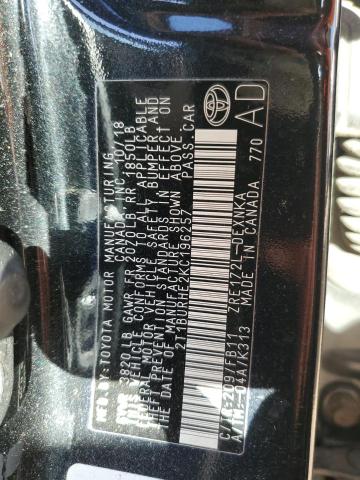 MFD. BY: TOYOTA MOTOR MANUFACTURING
CANADA INC. 10/18
GVWR 3820 LB GAWR FR 2070 LB RR 1850LB
THIS VEHICLE CONFORMS TO ALL APPLICABLE
FEDERAL MOTOR VEHICLE SAFETY, BUMPER, AND
THEFT PREVENTION STANDARDS IN EFFECT ON
THE DATE OF MANUFACTURE SHOWN ABOVE.
2T1BURHE2KC196257 PASS. CAR
AD
C/TR:209/FB11 ZRE172L-DEXNKA
A/TM:-04A/K313 MADE IN CANADA 770